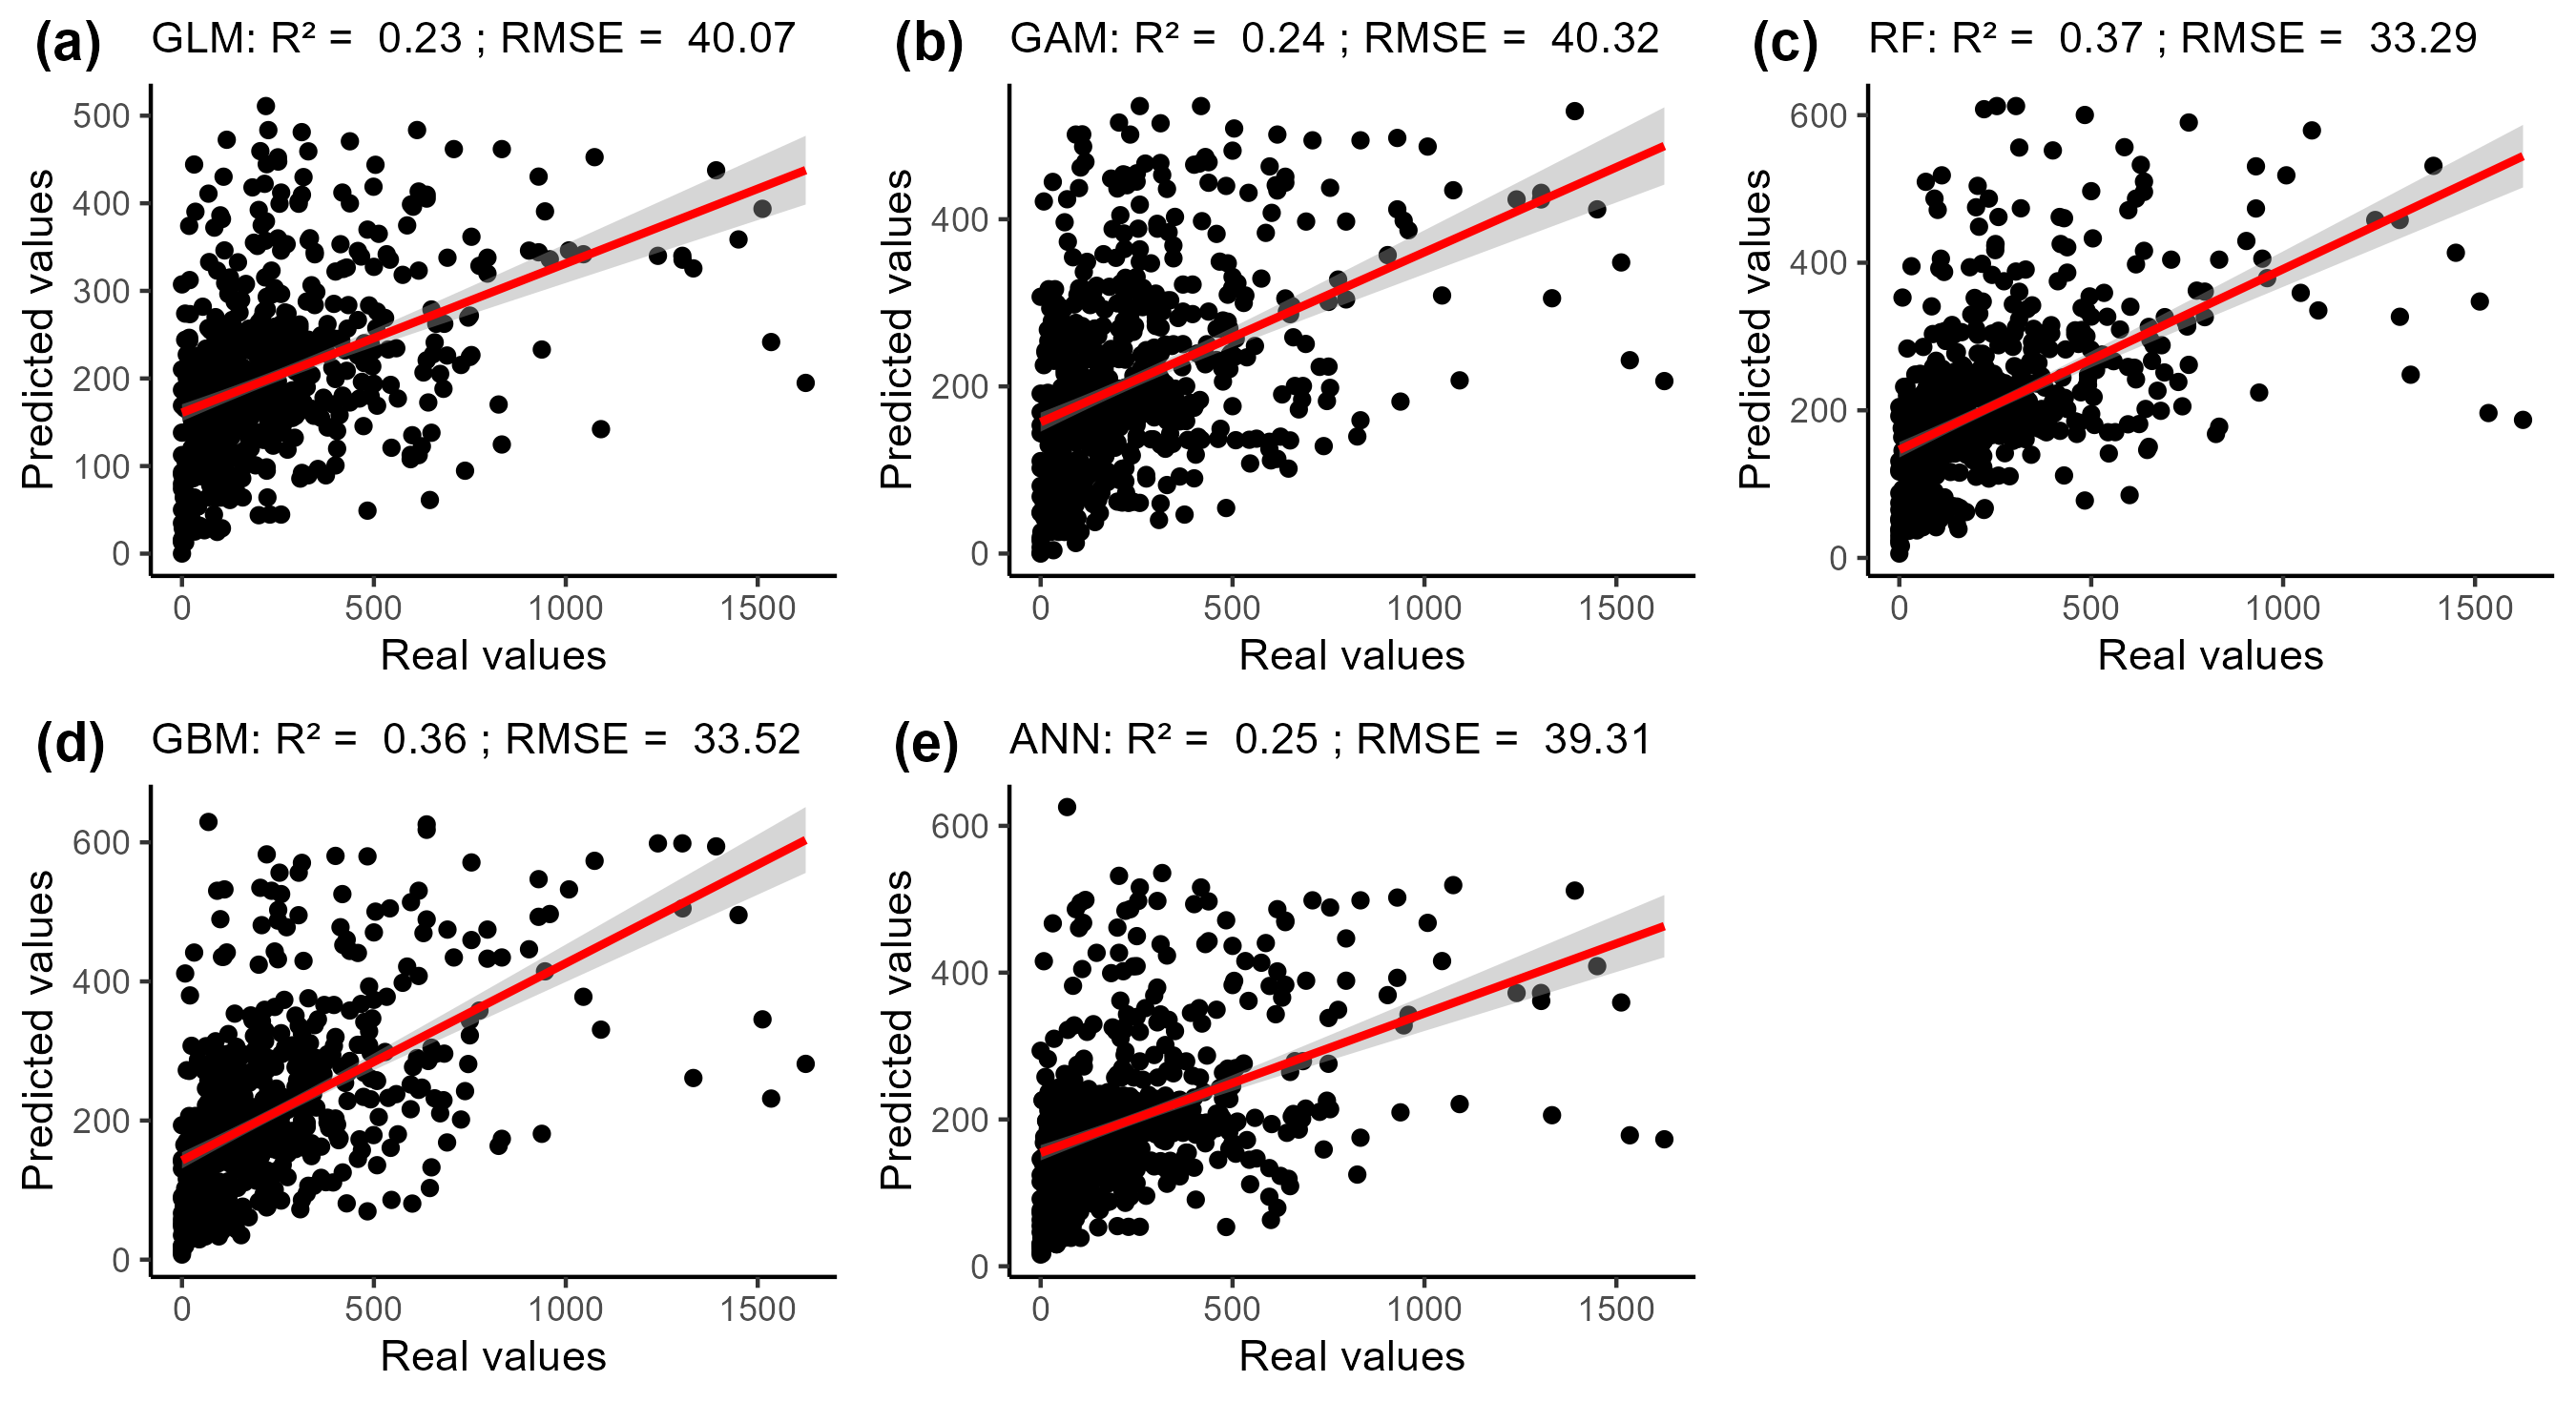 (a) GLM: R² = 0.23 ; RMSE = 40.07
500
400
300
200
100
0
Predicted values
0 500 1000 1500
Real values
(b) GAM: R² = 0.24 ; RMSE = 40.32
400
200
0
Predicted values
0 500 1000 1500
Real values
(c) RF: R² = 0.37 ; RMSE = 33.29
600
400
200
0
Predicted values
0 500 1000 1500
Real values
(d) GBM: R² = 0.36 ; RMSE = 33.52
600
400
200
0
Predicted values
0 500 1000 1500
Real values
(e) ANN: R² = 0.25 ; RMSE = 39.31
600
400
200
0
Predicted values
0 500 1000 1500
Real values